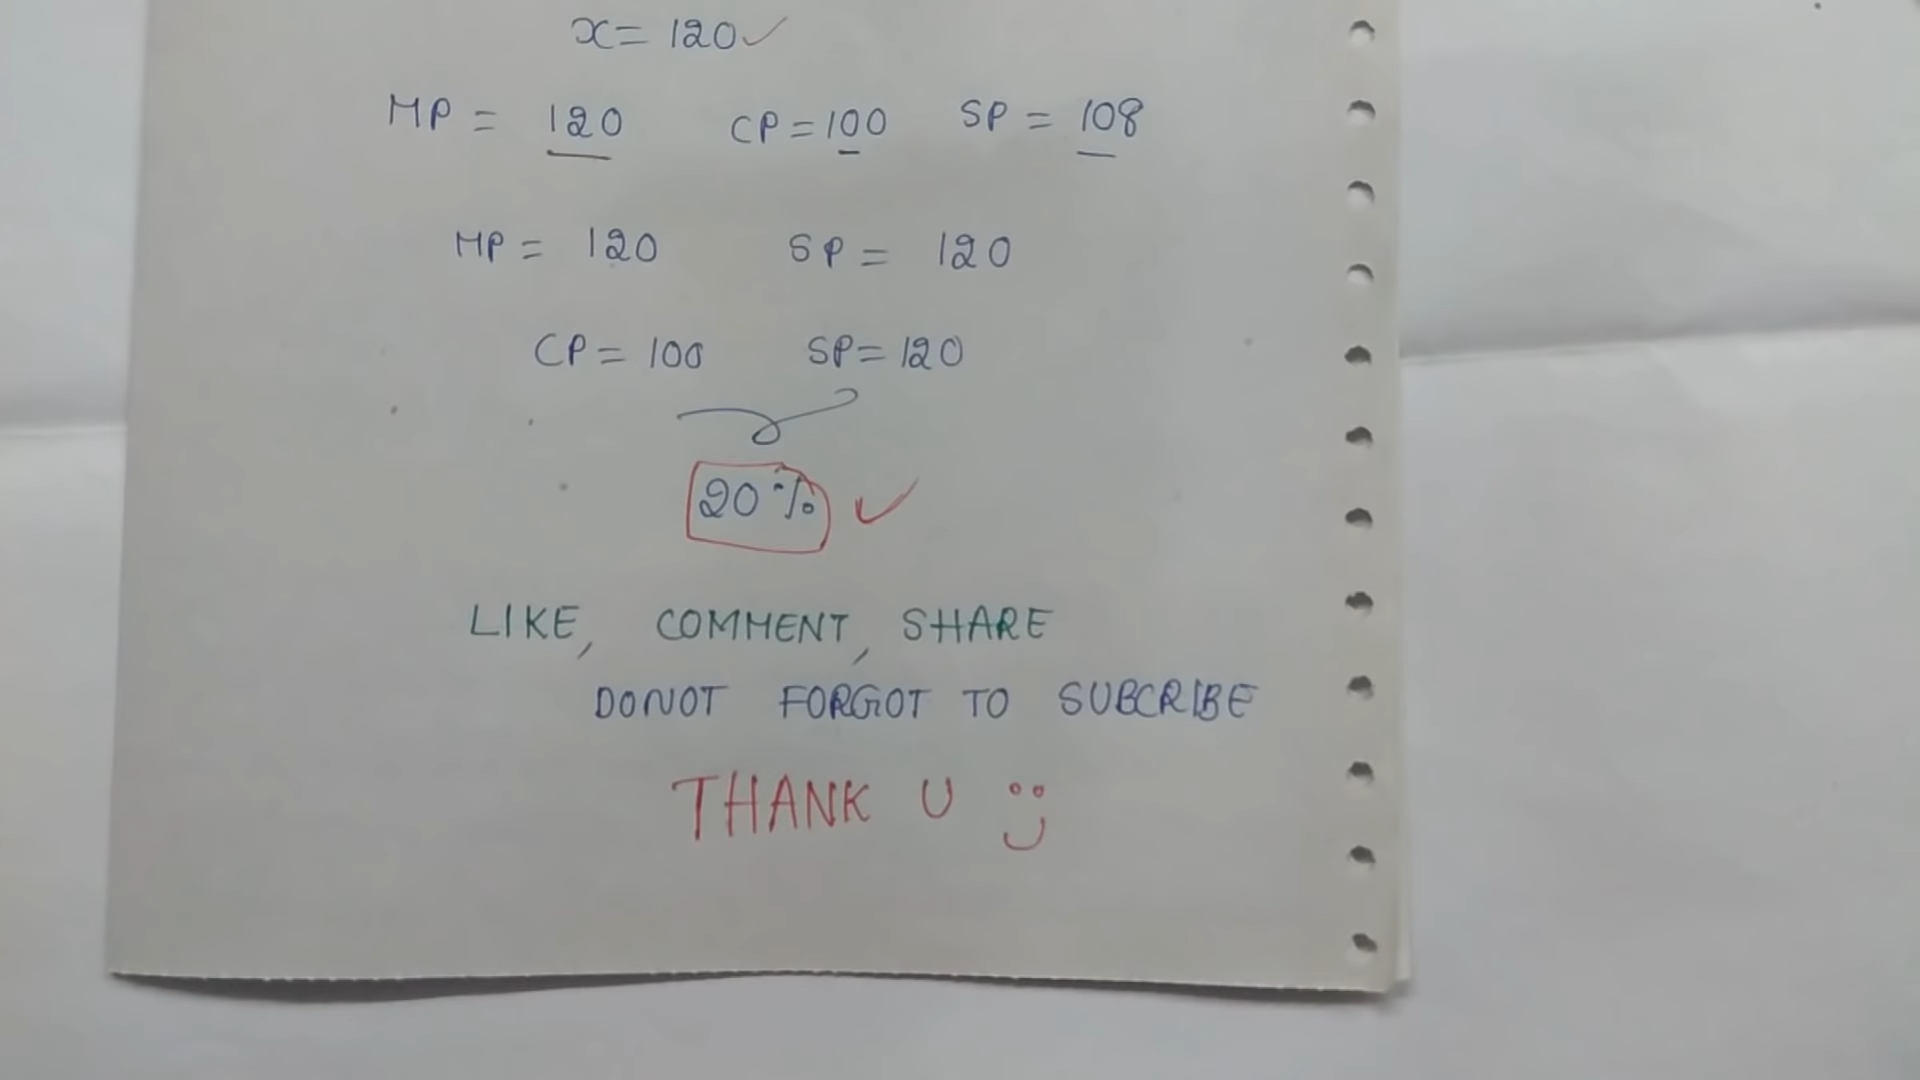 x = 120✓
MP = 120 CP = 100 SP = 108
MP = 120 SP = 120
CP = 100 SP = 120
20% ✓
LIKE, COMMENT, SHARE
DONOT FORGOT TO SUBCRIBE
THANK U